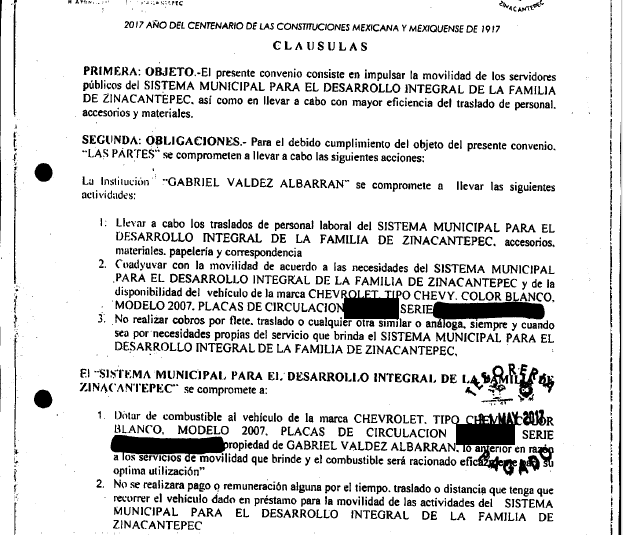 ZINACANTEPEC
2017 AÑO DEL CENTENARIO DE LAS CONSTITUCIONES MEXICANA Y MEXIQUENSE DE 1917
CLAUSULAS
PRIMERA: OBJETO.-El presente convenio consiste en impulsar la movilidad de los servidores
públicos del SISTEMA MUNICIPAL PARA EL DESARROLLO INTEGRAL DE LA FAMILIA
DE ZINACANTEPEC, así como en llevar a cabo con mayor eficiencia del traslado de personal,
accesorios y materiales.
SEGUNDA: OBLIGACIONES.- Para el debido cumplimiento del objeto del presente convenio,
"LAS PARTES" se comprometen a llevar a cabo las siguientes acciones:
La Institución "GABRIEL VALDEZ ALBARRAN" se compromete a llevar las siguientes
actividades:
1. Llevar a cabo los traslados de personal laboral del SISTEMA MUNICIPAL PARA EL
DESARROLLO INTEGRAL DE LA FAMILIA DE ZINACANTEPEC, accesorios,
materiales, papelería y correspondencia
2. Coadyuvar con la movilidad de acuerdo a las necesidades del SISTEMA MUNICIPAL
PARA EL DESARROLLO INTEGRAL DE LA FAMILIA DE ZINACANTEPEC y de la
disponibilidad del vehículo de la marca CHEVROLET, TIPO CHEVY, COLOR BLANCO,
MODELO 2007, PLACAS DE CIRCULACION SERIE
3. No realizar cobros por flete, traslado o cualquier otra similar o análoga, siempre y cuando
sea por necesidades propias del servicio que brinda el SISTEMA MUNICIPAL PARA EL
DESARROLLO INTEGRAL DE LA FAMILIA DE ZINACANTEPEC,
El "SISTEMA MUNICIPAL PARA EL DESARROLLO INTEGRAL DE LA FAMILIA DE
ZINACANTEPEC" se compromete a:
TESORERIA
MAY 2017
PAGADO
1. Dotar de combustible al vehículo de la marca CHEVROLET, TIPO CHEVY, COLOR
BLANCO, MODELO 2007, PLACAS DE CIRCULACION SERIE
propiedad de GABRIEL VALDEZ ALBARRAN, lo anterior en razón
a los servicios de movilidad que brinde y el combustible será racionado eficazmente para su
optima utilización"
2. No se realizara pago o remuneración alguna por el tiempo, traslado o distancia que tenga que
recorrer el vehículo dado en préstamo para la movilidad de las actividades del SISTEMA
MUNICIPAL PARA EL DESARROLLO INTEGRAL DE LA FAMILIA DE
ZINACANTEPEC